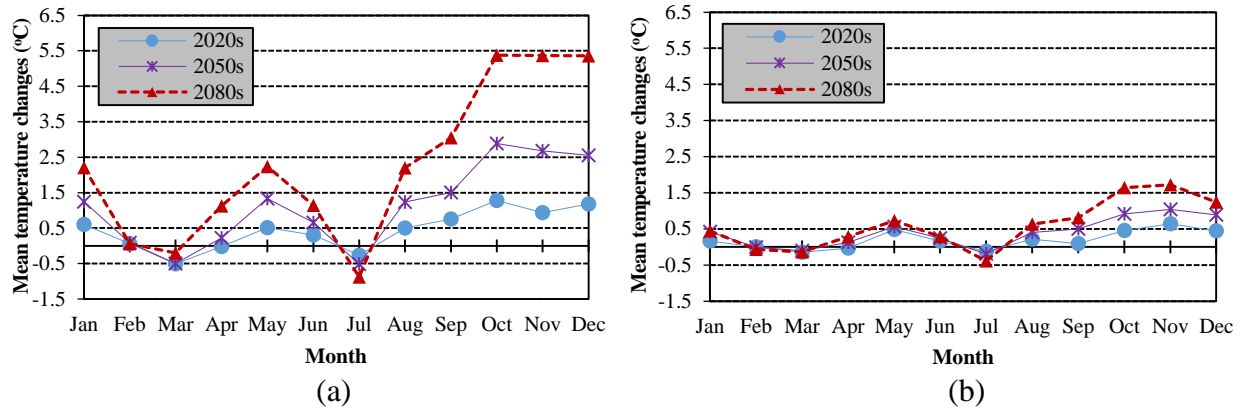 Mean temperature changes (°C)
6.5
5.5
4.5
3.5
2.5
1.5
0.5
-0.5
-1.5
2020s
2050s
2080s
Jan Feb Mar Apr May Jun Jul Aug Sep Oct Nov Dec
Month
(a)
Mean temperature changes (°C)
6.5
5.5
4.5
3.5
2.5
1.5
0.5
-0.5
-1.5
2020s
2050s
2080s
Jan Feb Mar Apr May Jun Jul Aug Sep Oct Nov Dec
Month
(b)